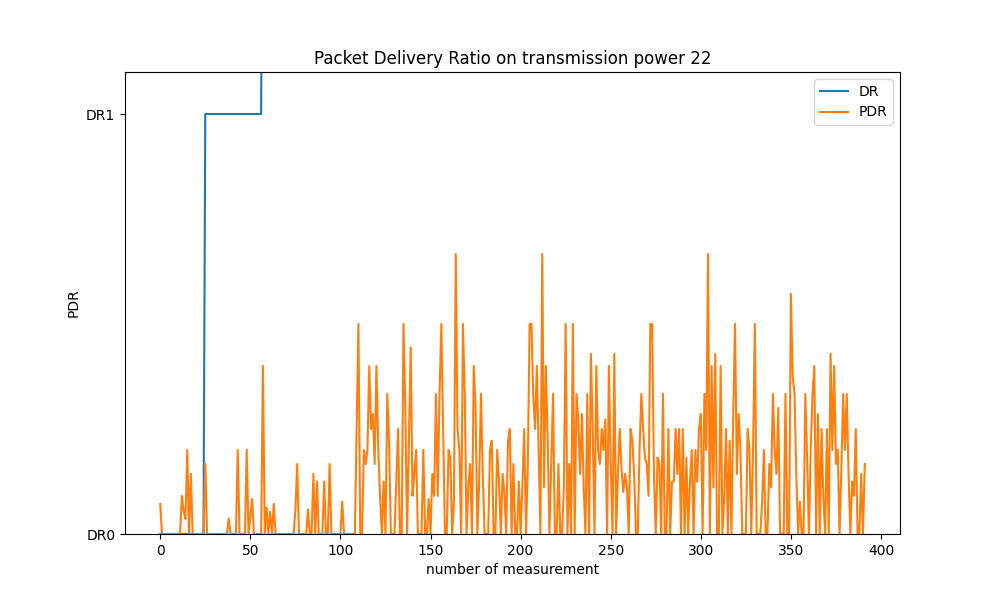 Packet Delivery Ratio on transmission power 22
DR
PDR
DR1
PDR
DR0
0 50 100 150 200 250 300 350 400
number of measurement